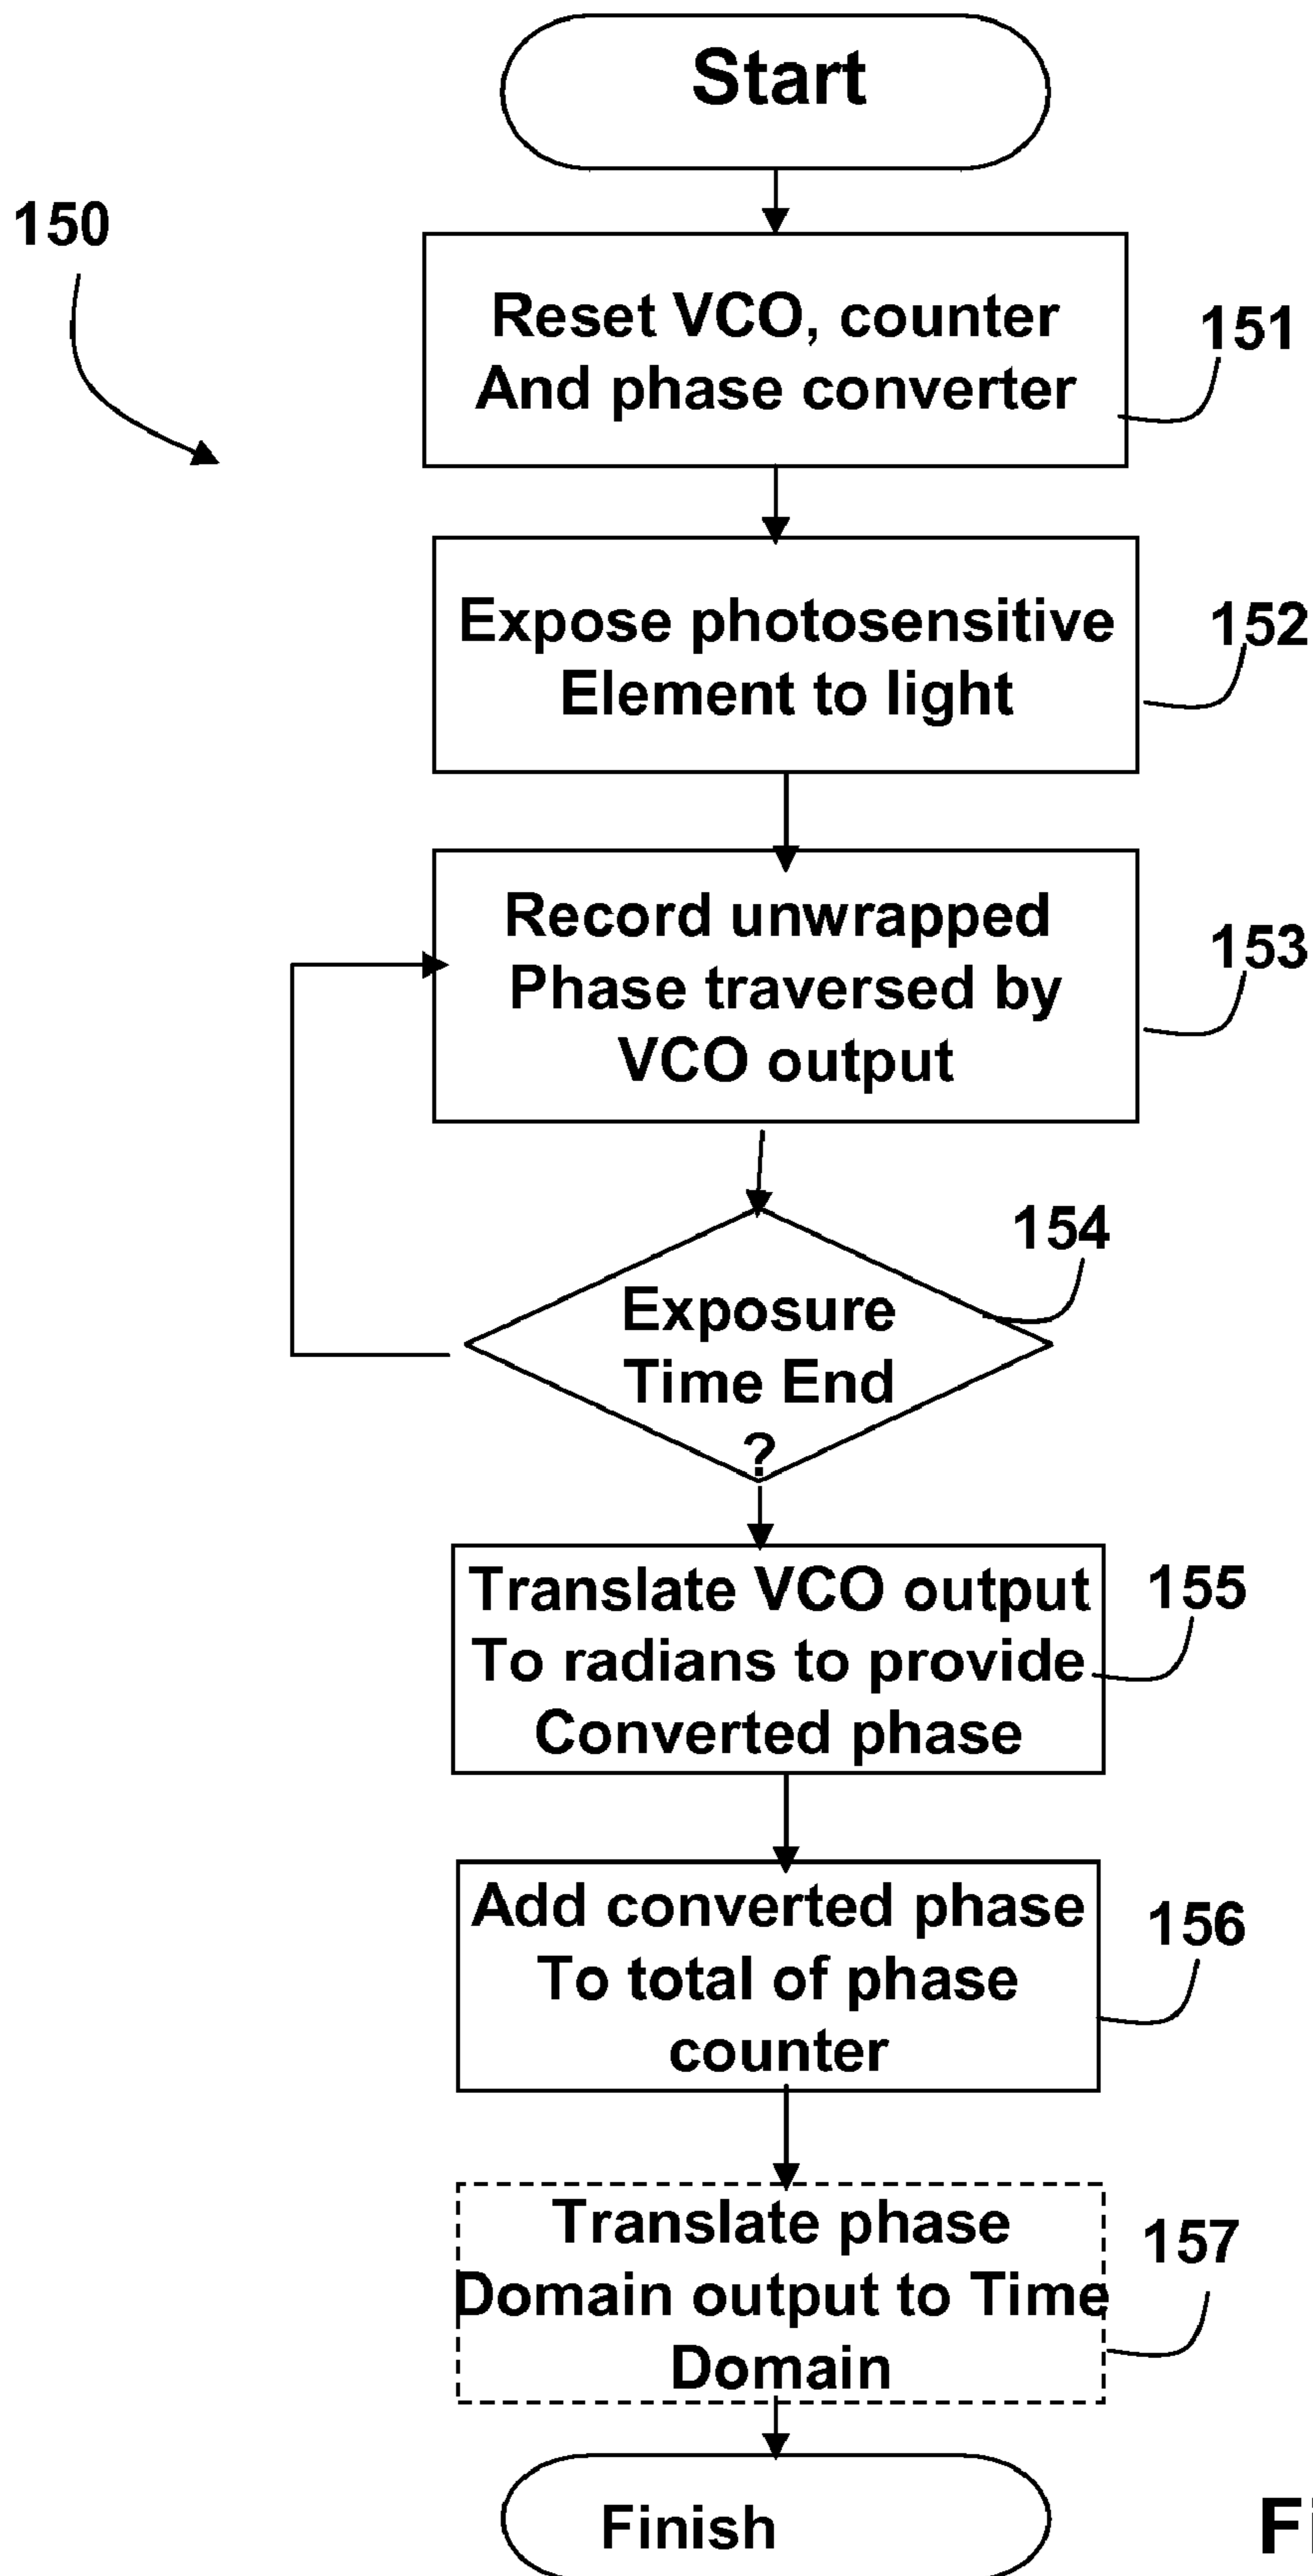 Start
150
Reset VCO, counter
And phase converter
151
Expose photosensitive
Element to light
152
Record unwrapped
Phase traversed by
VCO output
153
154
Exposure
Time End
?
Translate VCO output
To radians to provide
Converted phase
155
Add converted phase
To total of phase
counter
156
Translate phase
Domain output to Time
Domain
157
Finish